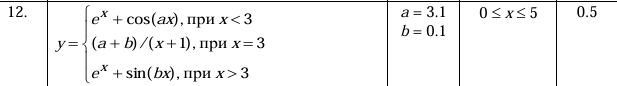 12.
e^x + cos(ax), при x < 3
y = (a + b) / (x + 1), при x = 3
e^x + sin(bx), при x > 3
a = 3.1
b = 0.1
0 ≤ x ≤ 5
0.5